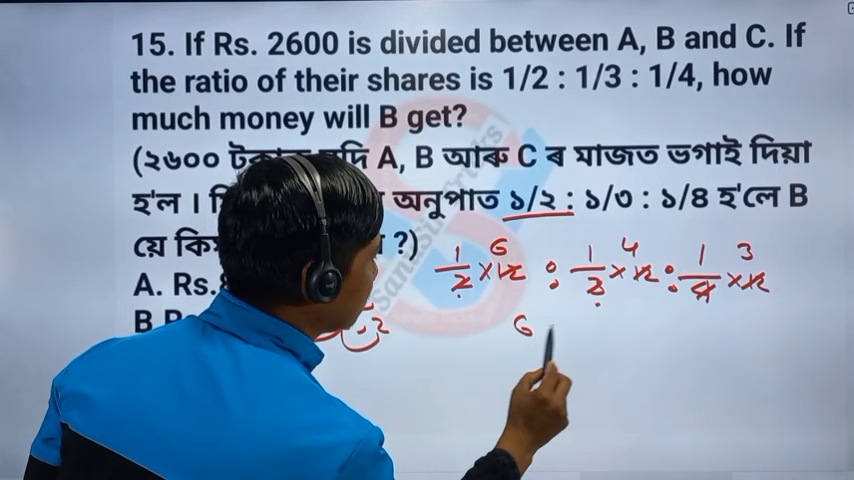 15. If Rs. 2600 is divided between A, B and C. If
the ratio of their shares is 1/2 : 1/3 : 1/4, how
much money will B get?
(২৬০০ টকাক যদি A, B আৰু C ৰ মাজত ভগাই দিয়া
হ'ল । অনুপাত ১/২ : ১/৩ : ১/৪ হ'লে B
য়ে ?)
1/2 × 12 6 : 1/3 × 12 4 : 1/4 × 12 3
A. Rs.
6
B
2